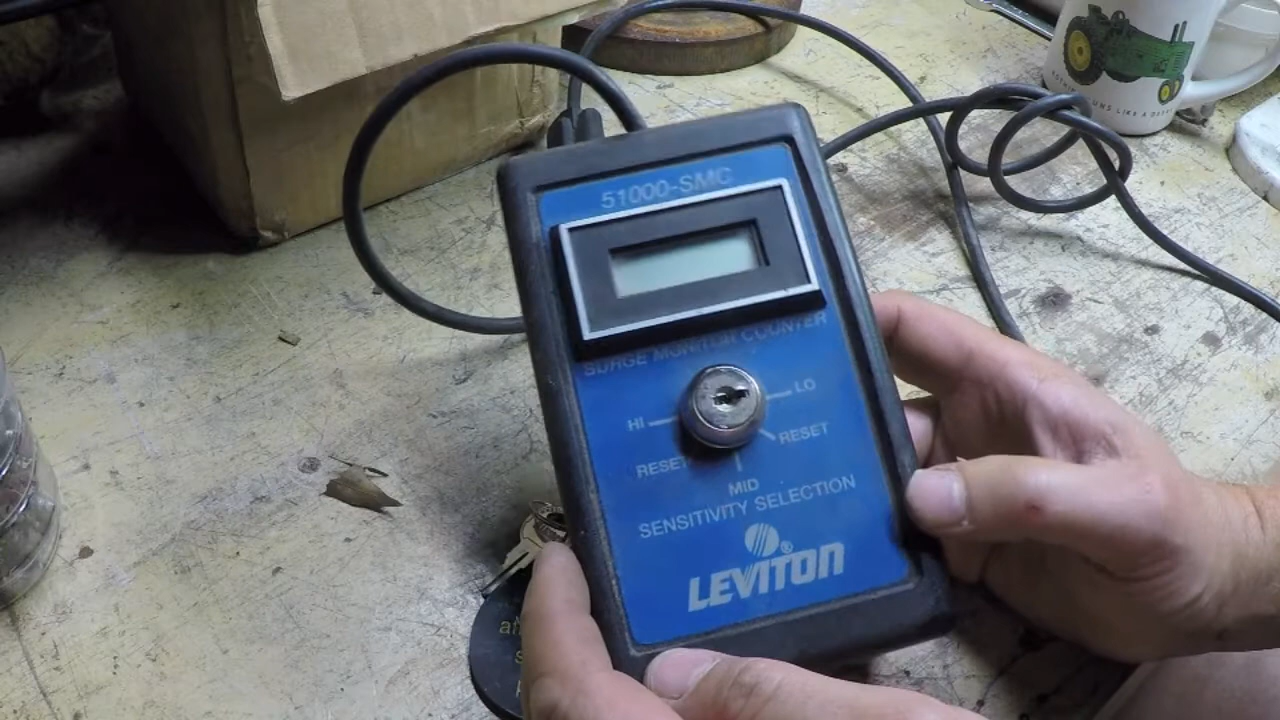 51000-SMC
SURGE MONITOR COUNTER
LO
HI
RESET
RESET
MID
SENSITIVITY SELECTION
LEVITON®